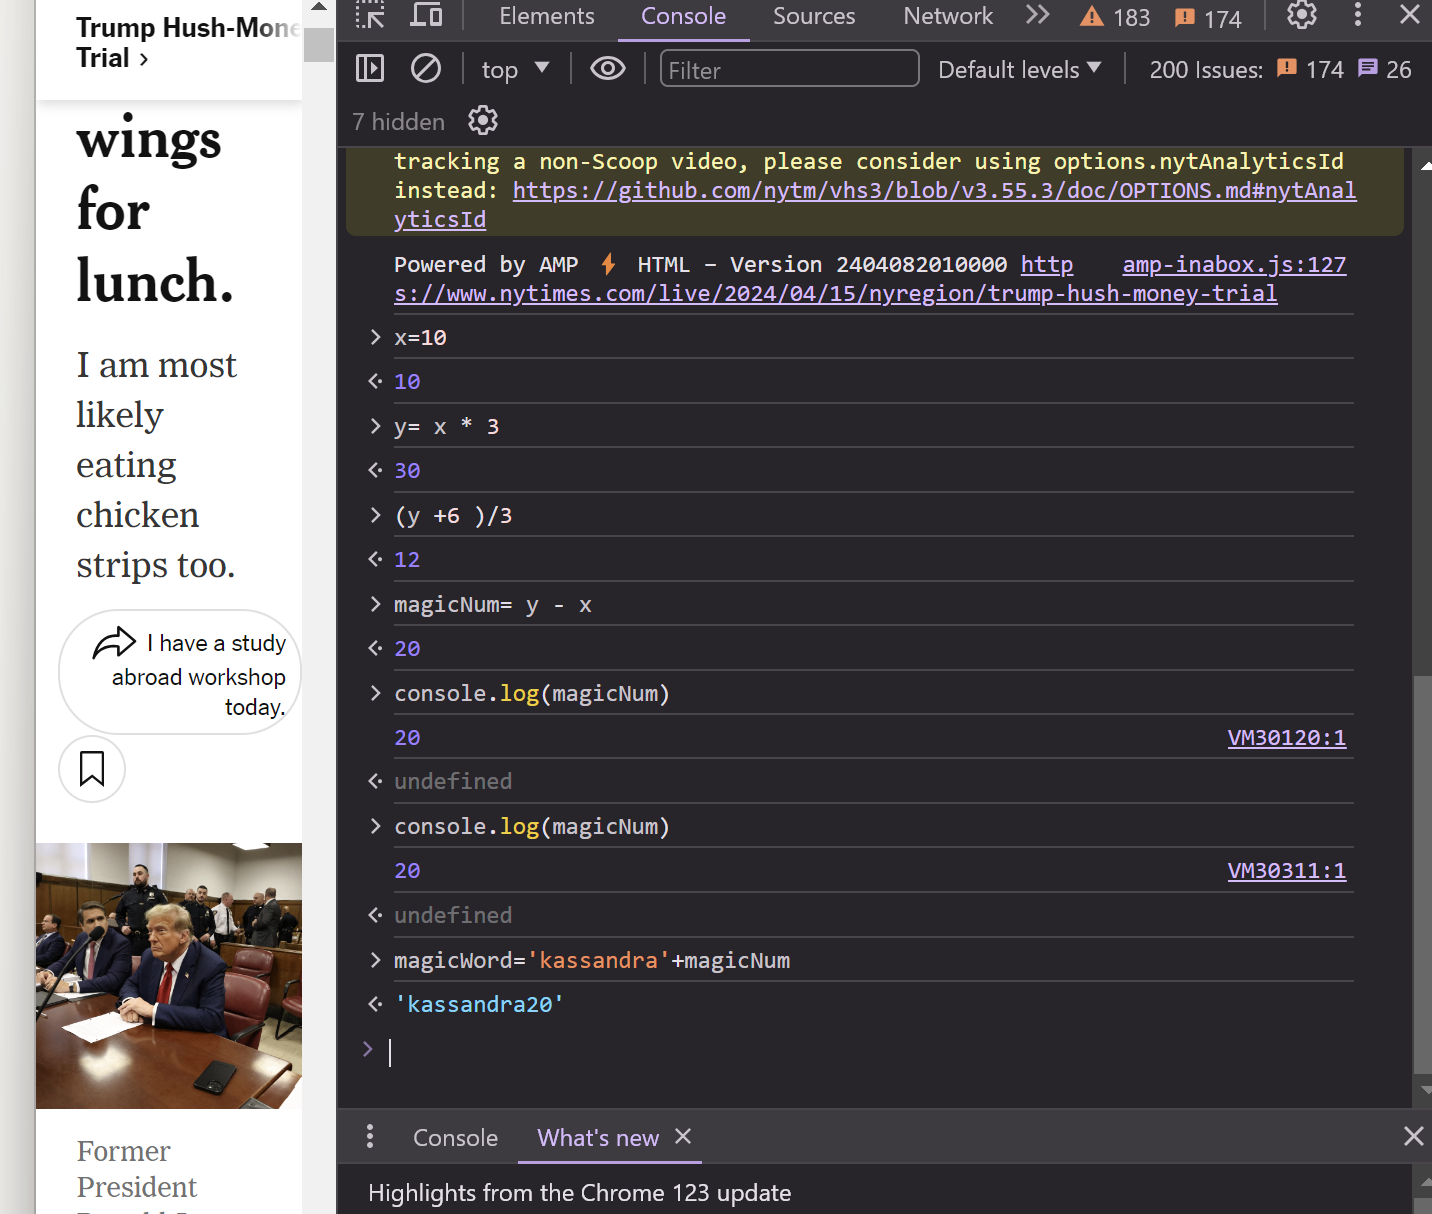 Trump Hush-Mone
Trial >
wings
for
lunch.
I am most
likely
eating
chicken
strips too.
I have a study
abroad workshop
today.
Former
President
Elements Console Sources Network 183 174
top Filter Default levels 200 Issues: 174 26
7 hidden
tracking a non-Scoop video, please consider using options.nytAnalyticsId
instead: https://github.com/nytm/vhs3/blob/v3.55.3/doc/OPTIONS.md#nytAnal
yticsId
Powered by AMP ⚡ HTML – Version 2404082010000 http amp-inabox.js:127
s://www.nytimes.com/live/2024/04/15/nyregion/trump-hush-money-trial
x=10
10
y= x * 3
30
(y +6 )/3
12
magicNum= y - x
20
console.log(magicNum)
20 VM30120:1
undefined
console.log(magicNum)
20 VM30311:1
undefined
magicWord='kassandra'+magicNum
'kassandra20'
Console What's new
Highlights from the Chrome 123 update